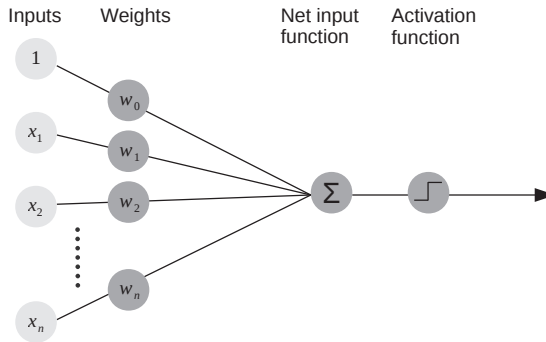 Inputs
Weights
Net input
function
Activation
function
1
w0
x1
w1
x2
w2
Σ
wn
xn